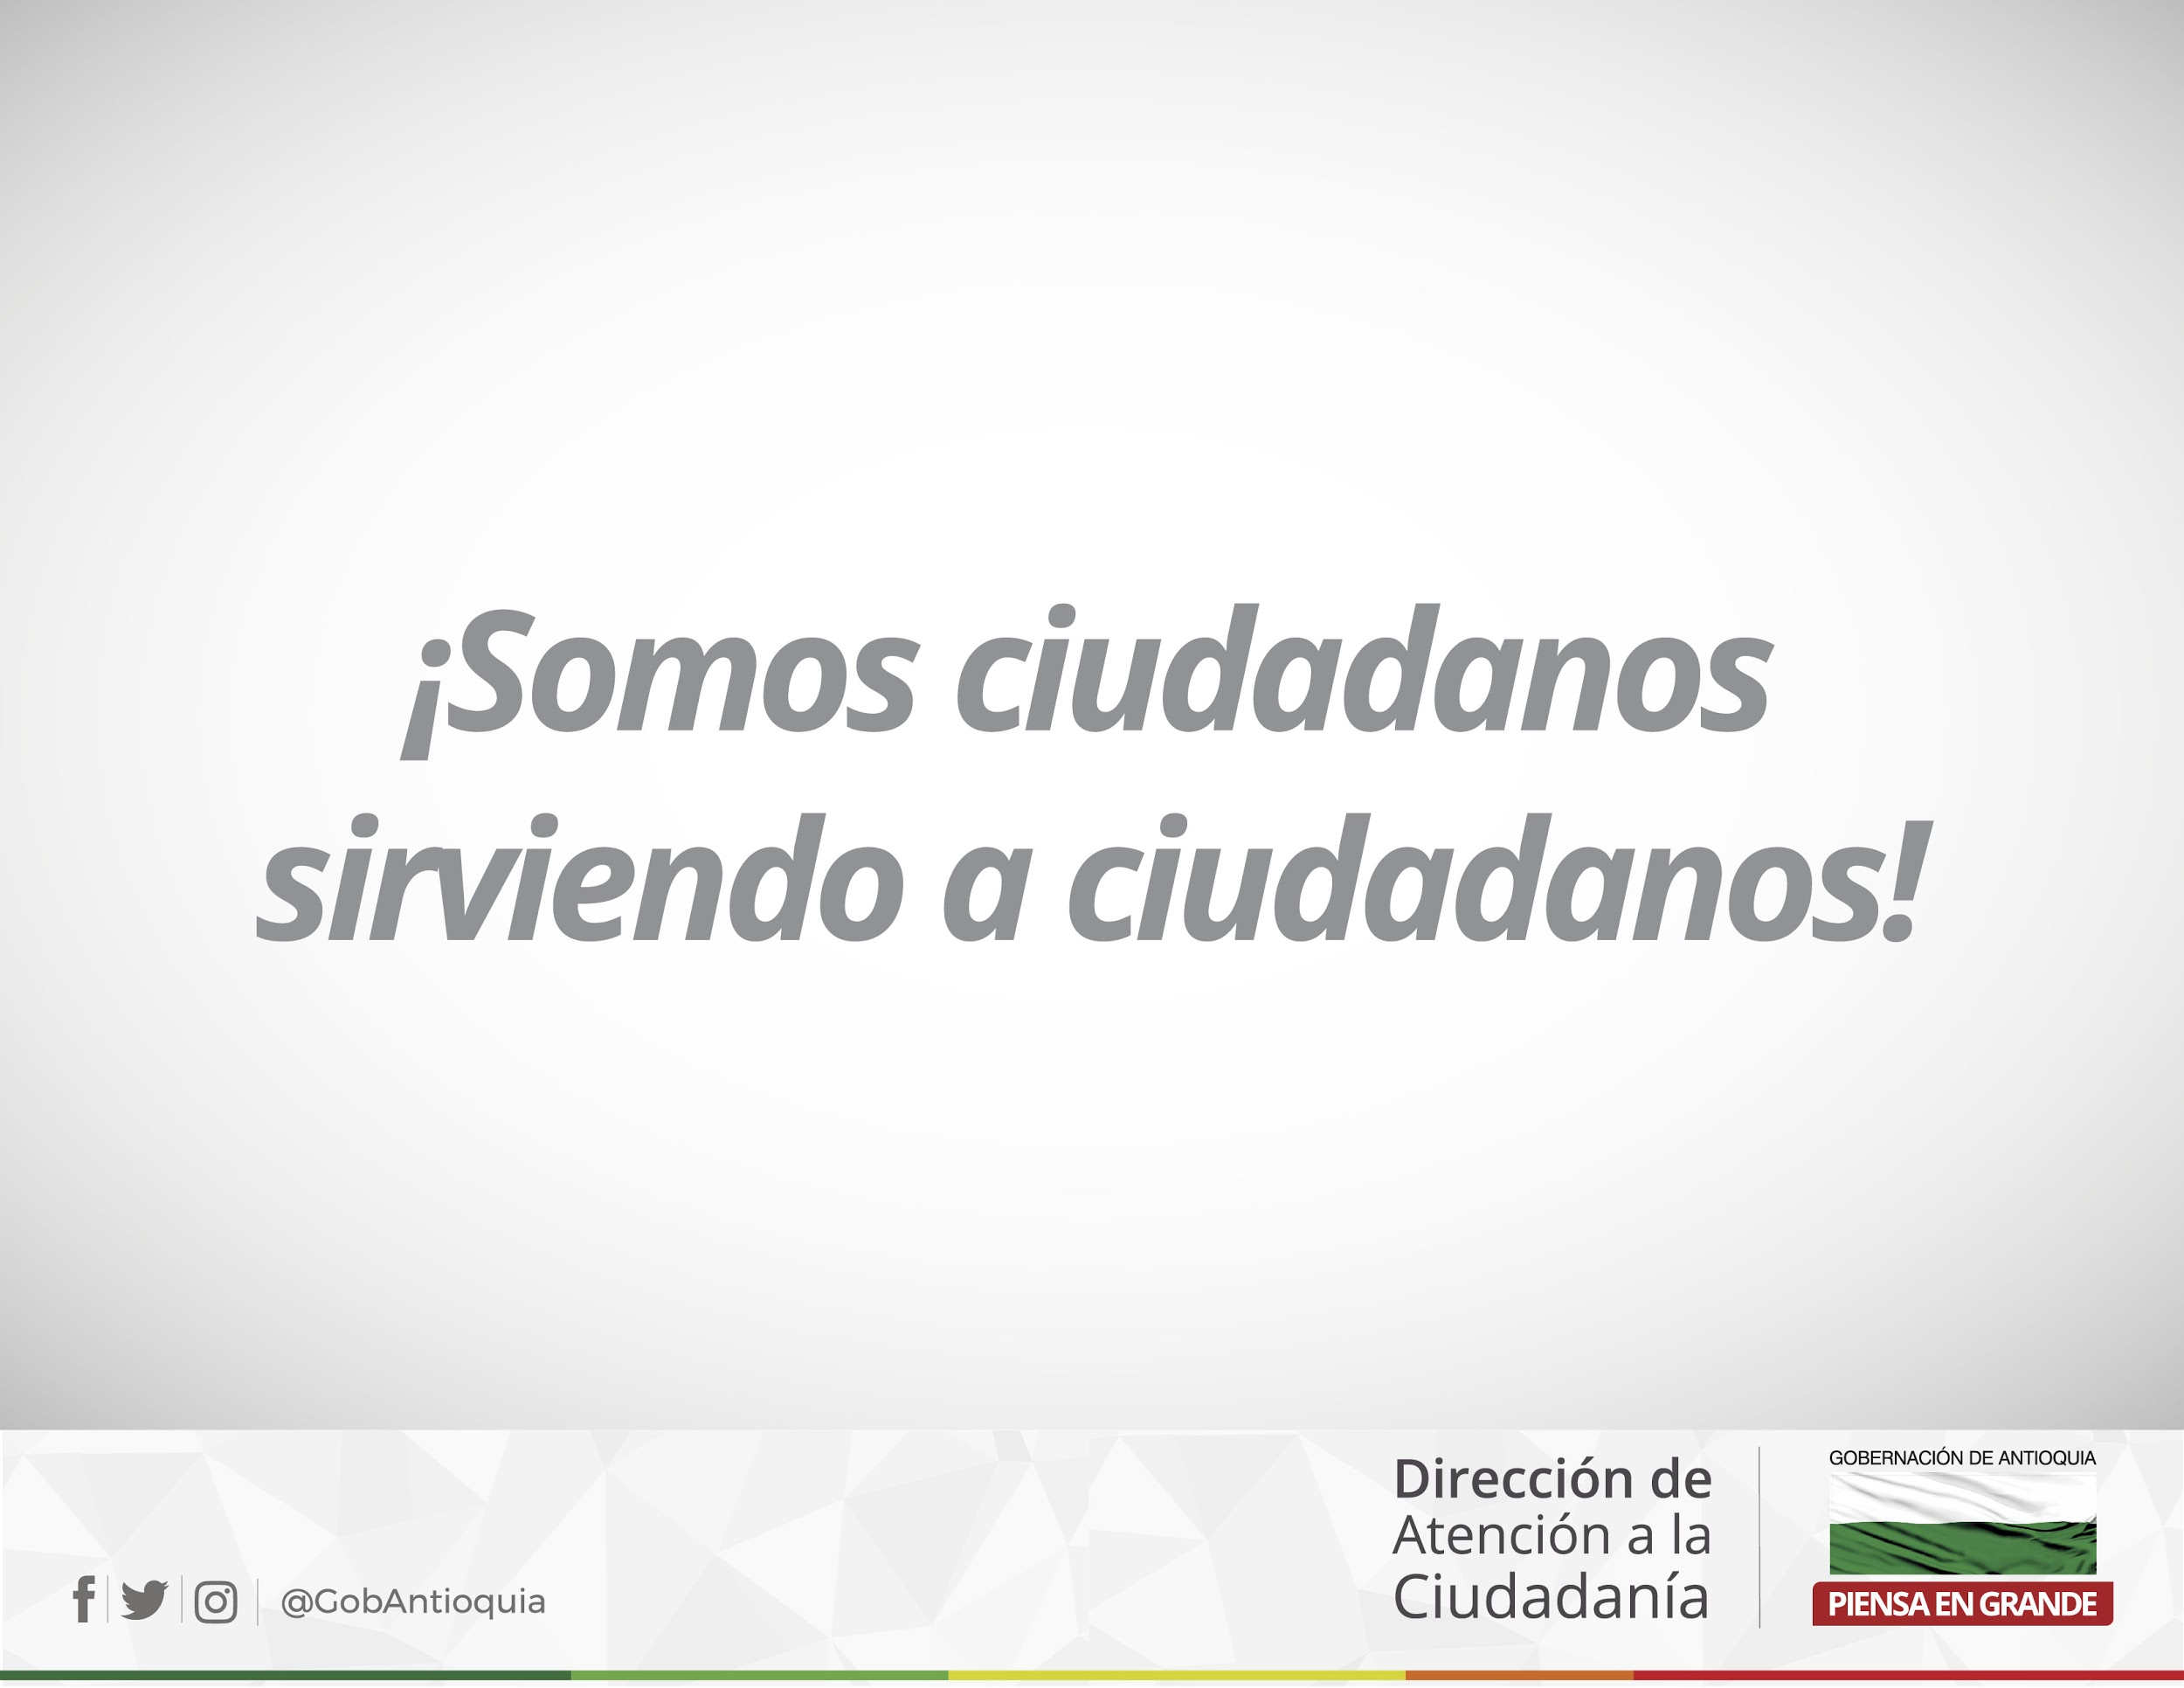 ¡Somos ciudadanos
sirviendo a ciudadanos!
@GobAntioquia
Dirección de
Atención a la
Ciudadanía
GOBERNACIÓN DE ANTIOQUIA
PIENSA EN GRANDE